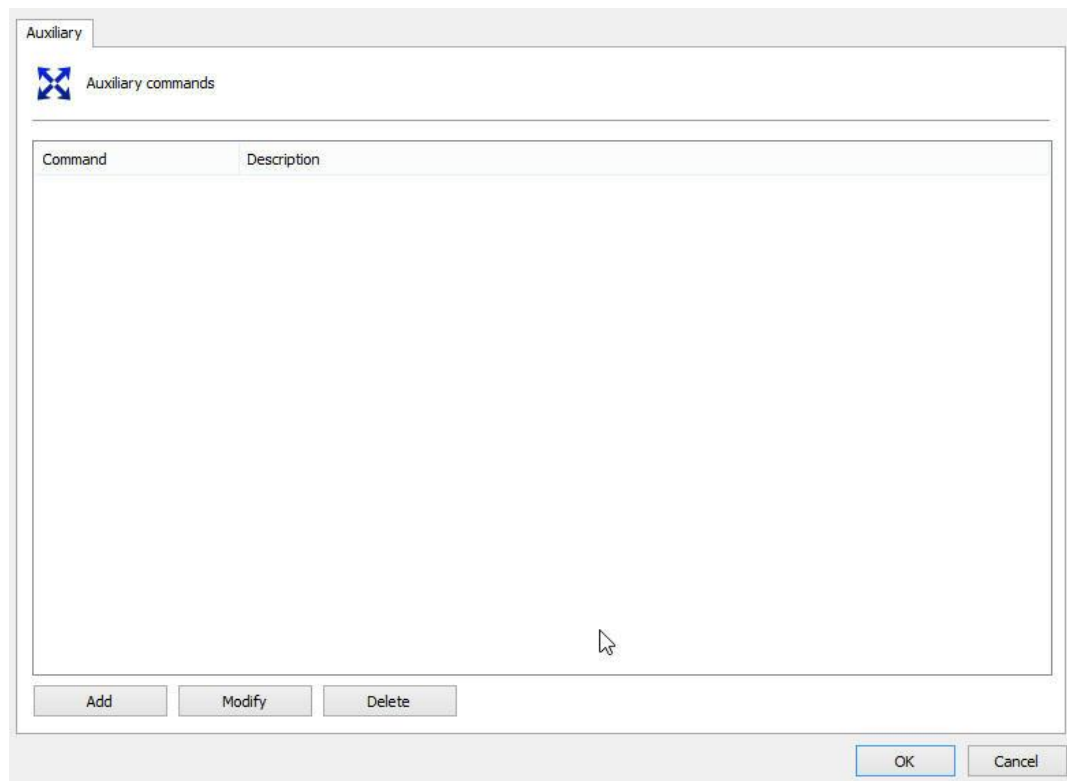 Auxiliary
Auxiliary commands
Command Description
Add Modify Delete
OK Cancel